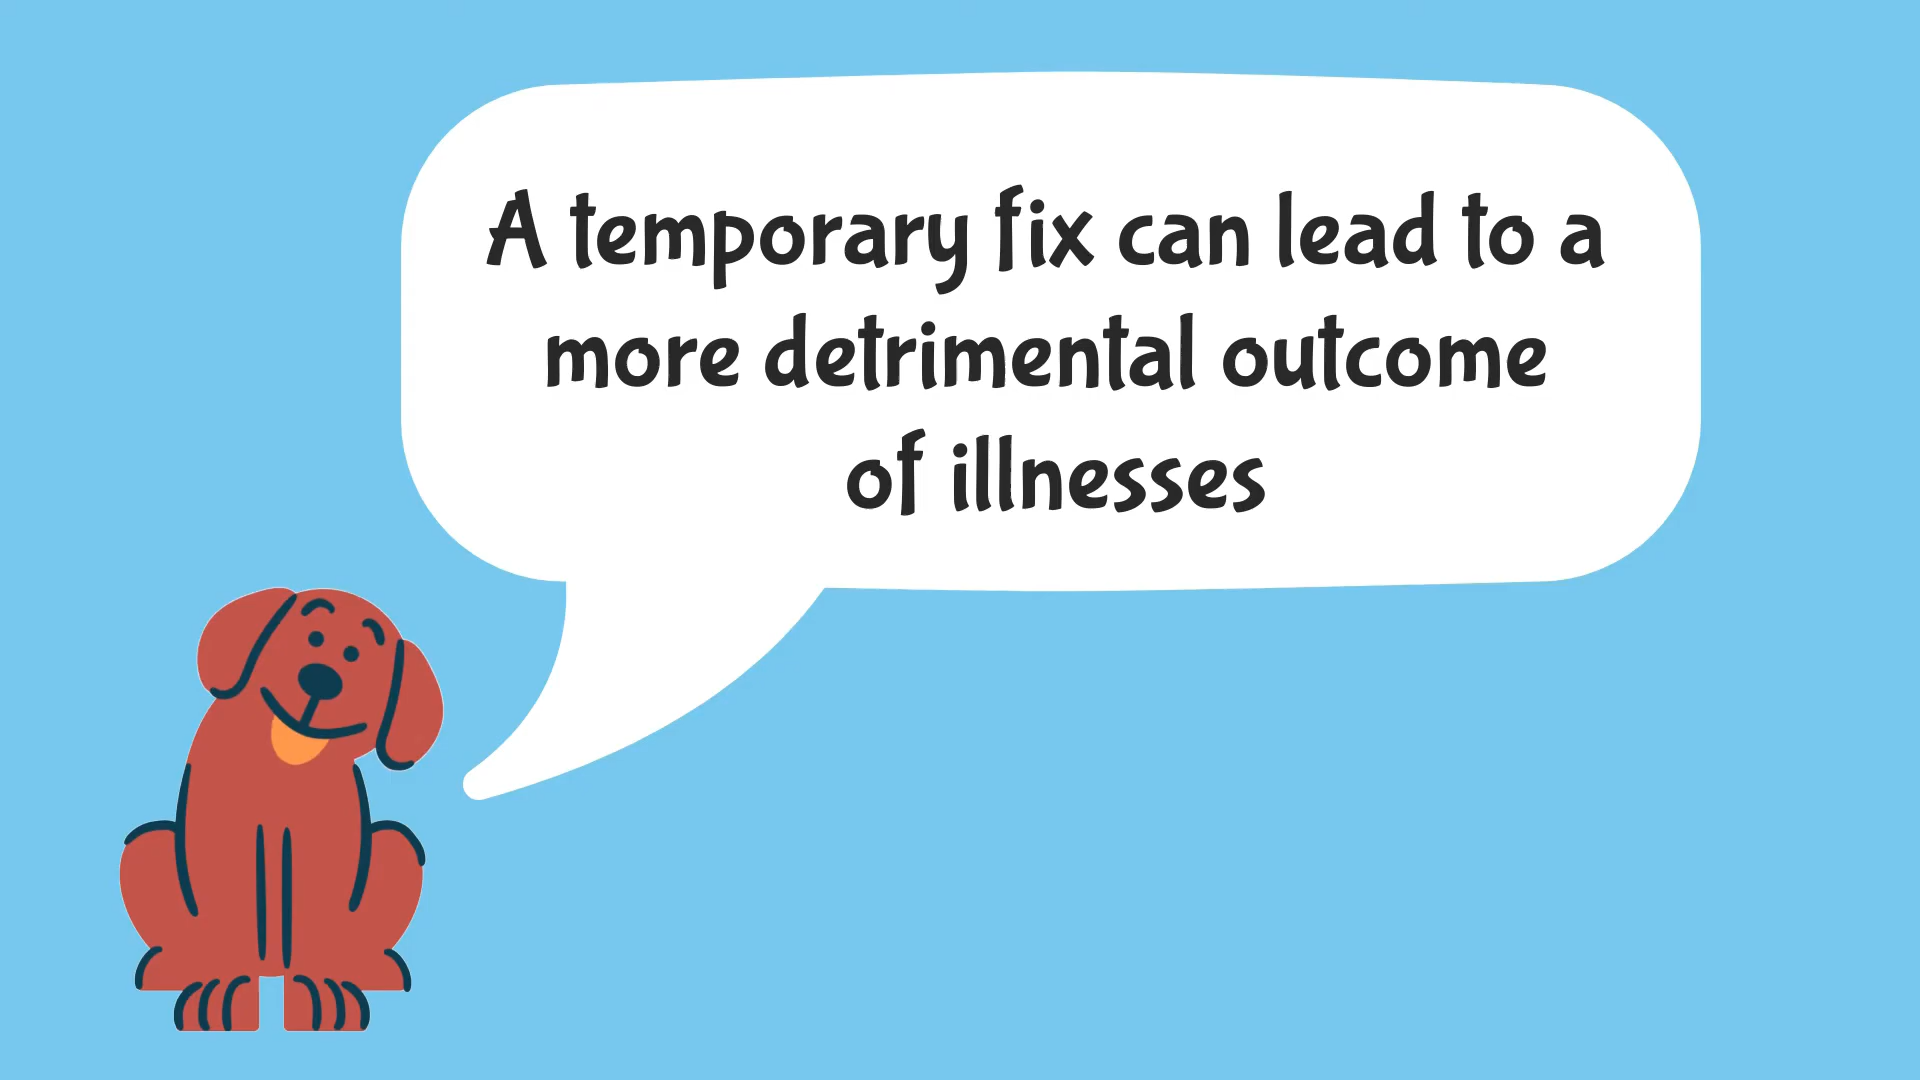 A temporary fix can lead to a
more detrimental outcome
of illnesses